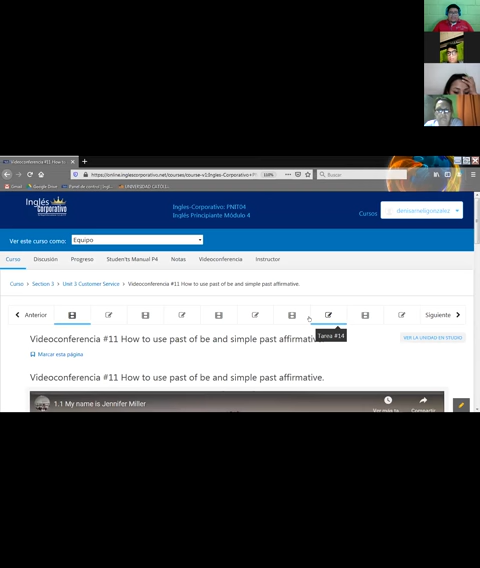 Videoconferencia #11 How to
https://online.inglescorporativo.net/courses/course-v1:Ingles-Corporativo+F
110%
Buscar
Gmail
Google Drive
Panel de control | Ingl
UNIVERSIDAD CATOLI
Inglés
Corporativo
Ingles-Corporativo: FNIT04
Inglés Principiante Módulo 4
Cursos
Ver este curso como:
Equipo
Curso
Discusión
Progreso
Studen'ts Manual P4
Notas
Videoconferencia
Instructor
Curso > Section 3 > Unit 3 Customer Service > Videoconferencia #11 How to use past of be and simple past affirmative.
Anterior
Siguiente
Tarea #14
Videoconferencia #11 How to use past of be and simple past affirmativ
VER LA UNIDAD EN STUDIO
Marcar esta página
Videoconferencia #11 How to use past of be and simple past affirmative.
1.1 My name is Jennifer Miller
Ver más ta
Compartir